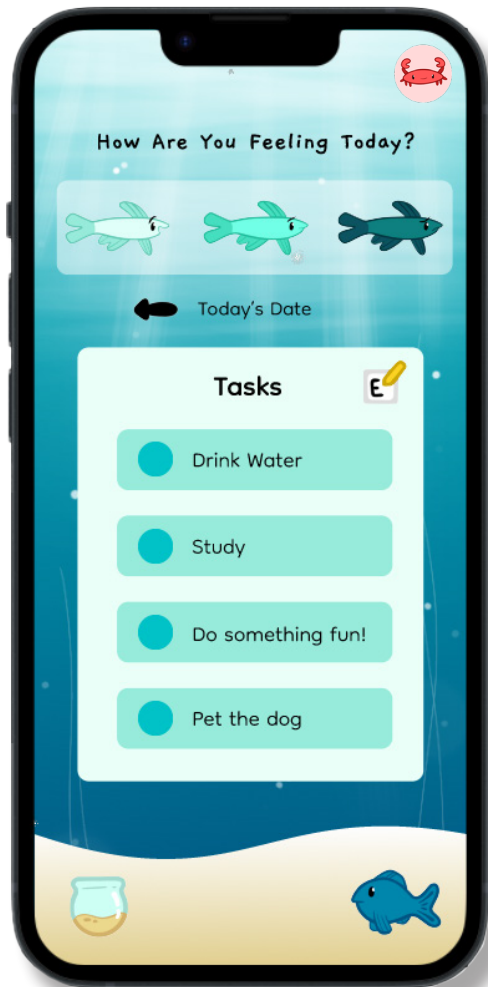 How Are You Feeling Today?
Today's Date
Tasks
E
Drink Water
Study
Do something fun!
Pet the dog